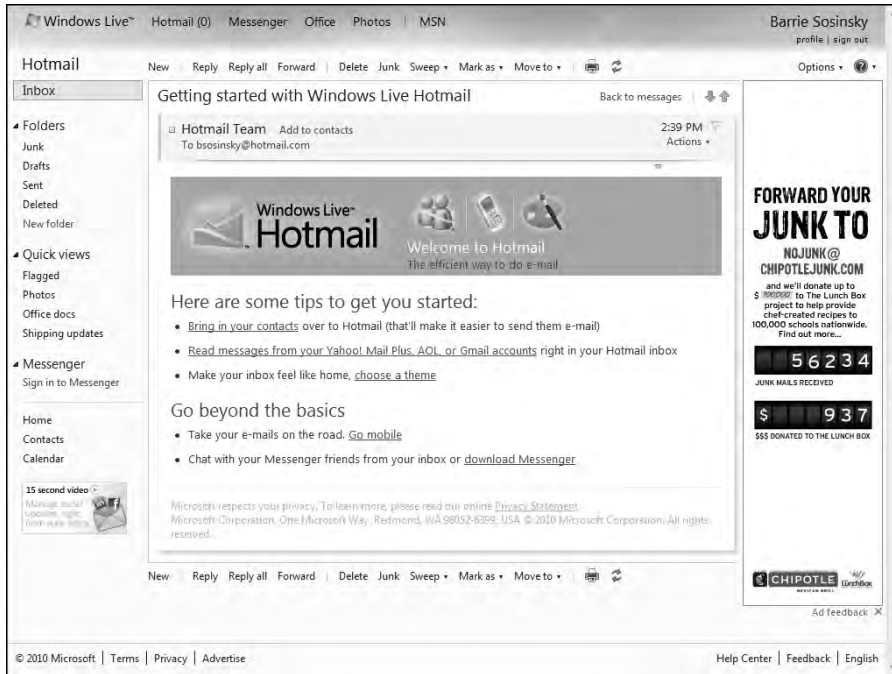 Windows Live™ Hotmail (0) Messenger Office Photos | MSN
Barrie Sosinsky
profile | sign out
Hotmail
New Reply Reply all Forward | Delete Junk Sweep Mark as Move to
Options
Inbox
Folders
Junk
Drafts
Sent
Deleted
New folder
Quick views
Flagged
Photos
Office docs
Shipping updates
Messenger
Sign in to Messenger
Home
Contacts
Calendar
15 second video
Getting started with Windows Live Hotmail
Back to messages
Hotmail Team Add to contacts
2:39 PM
To bsosinsky@hotmail.com
Actions
Windows Live™
Hotmail
Welcome to Hotmail
The efficient way to do e-mail
Here are some tips to get you started:
• Bring in your contacts over to Hotmail (that'll make it easier to send them e-mail)
• Read messages from your Yahoo! Mail Plus, AOL, or Gmail accounts right in your Hotmail inbox
• Make your inbox feel like home, choose a theme
Go beyond the basics
• Take your e-mails on the road. Go mobile
• Chat with your Messenger friends from your inbox or download Messenger
Microsoft respects your privacy. To learn more, please read our online Privacy Statement.
Microsoft Corporation, One Microsoft Way, Redmond, WA 98052-6399, USA © 2010 Microsoft Corporation. All rights
reserved.
New Reply Reply all Forward | Delete Junk Sweep Mark as Move to
FORWARD YOUR
JUNK TO
NOJUNK@
CHIPOTLEJUNK.COM
and we'll donate up to
$ to The Lunch Box
project to help provide
chef-created recipes to
100,000 schools nationwide.
Find out more...
56234
JUNK MAILS RECEIVED
$ 937
$$$ DONATED TO THE LUNCH BOX
CHIPOTLE
MEXICAN GRILL
LunchBox
Ad feedback
© 2010 Microsoft | Terms | Privacy | Advertise
Help Center | Feedback | English